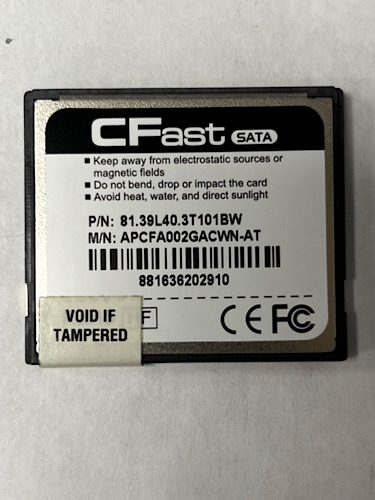 CFast SATA
■ Keep away from electrostatic sources or
magnetic fields
■ Do not bend, drop or impact the card
■ Avoid heat, water, and direct sunlight
P/N: 81.39L40.3T101BW
M/N: APCFA002GACWN-AT
881636202910
VOID IF
TAMPERED
F
CE FC